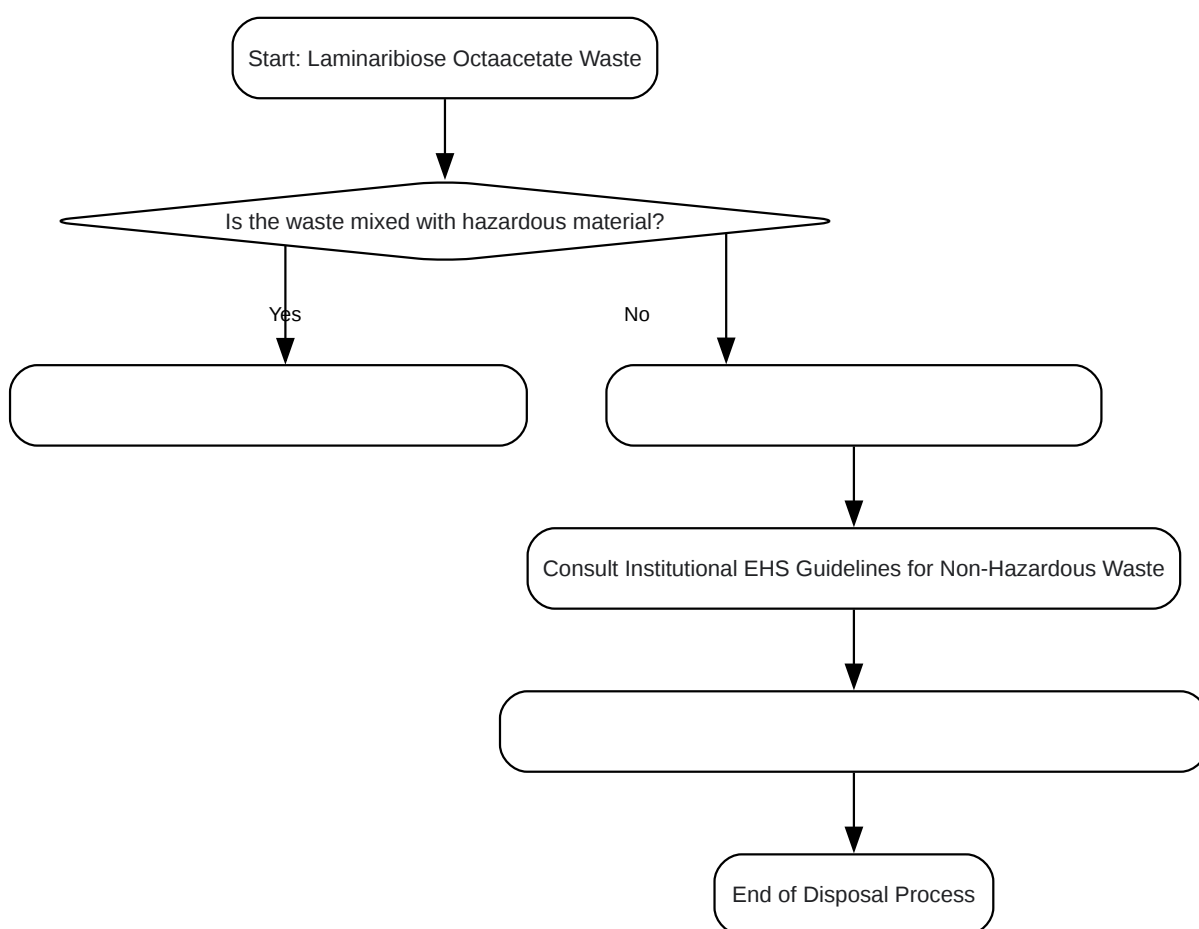 Start: Laminaribiose Octaacetate Waste
Is the waste mixed with hazardous material?
Yes
No
Consult Institutional EHS Guidelines for Non-Hazardous Waste
End of Disposal Process